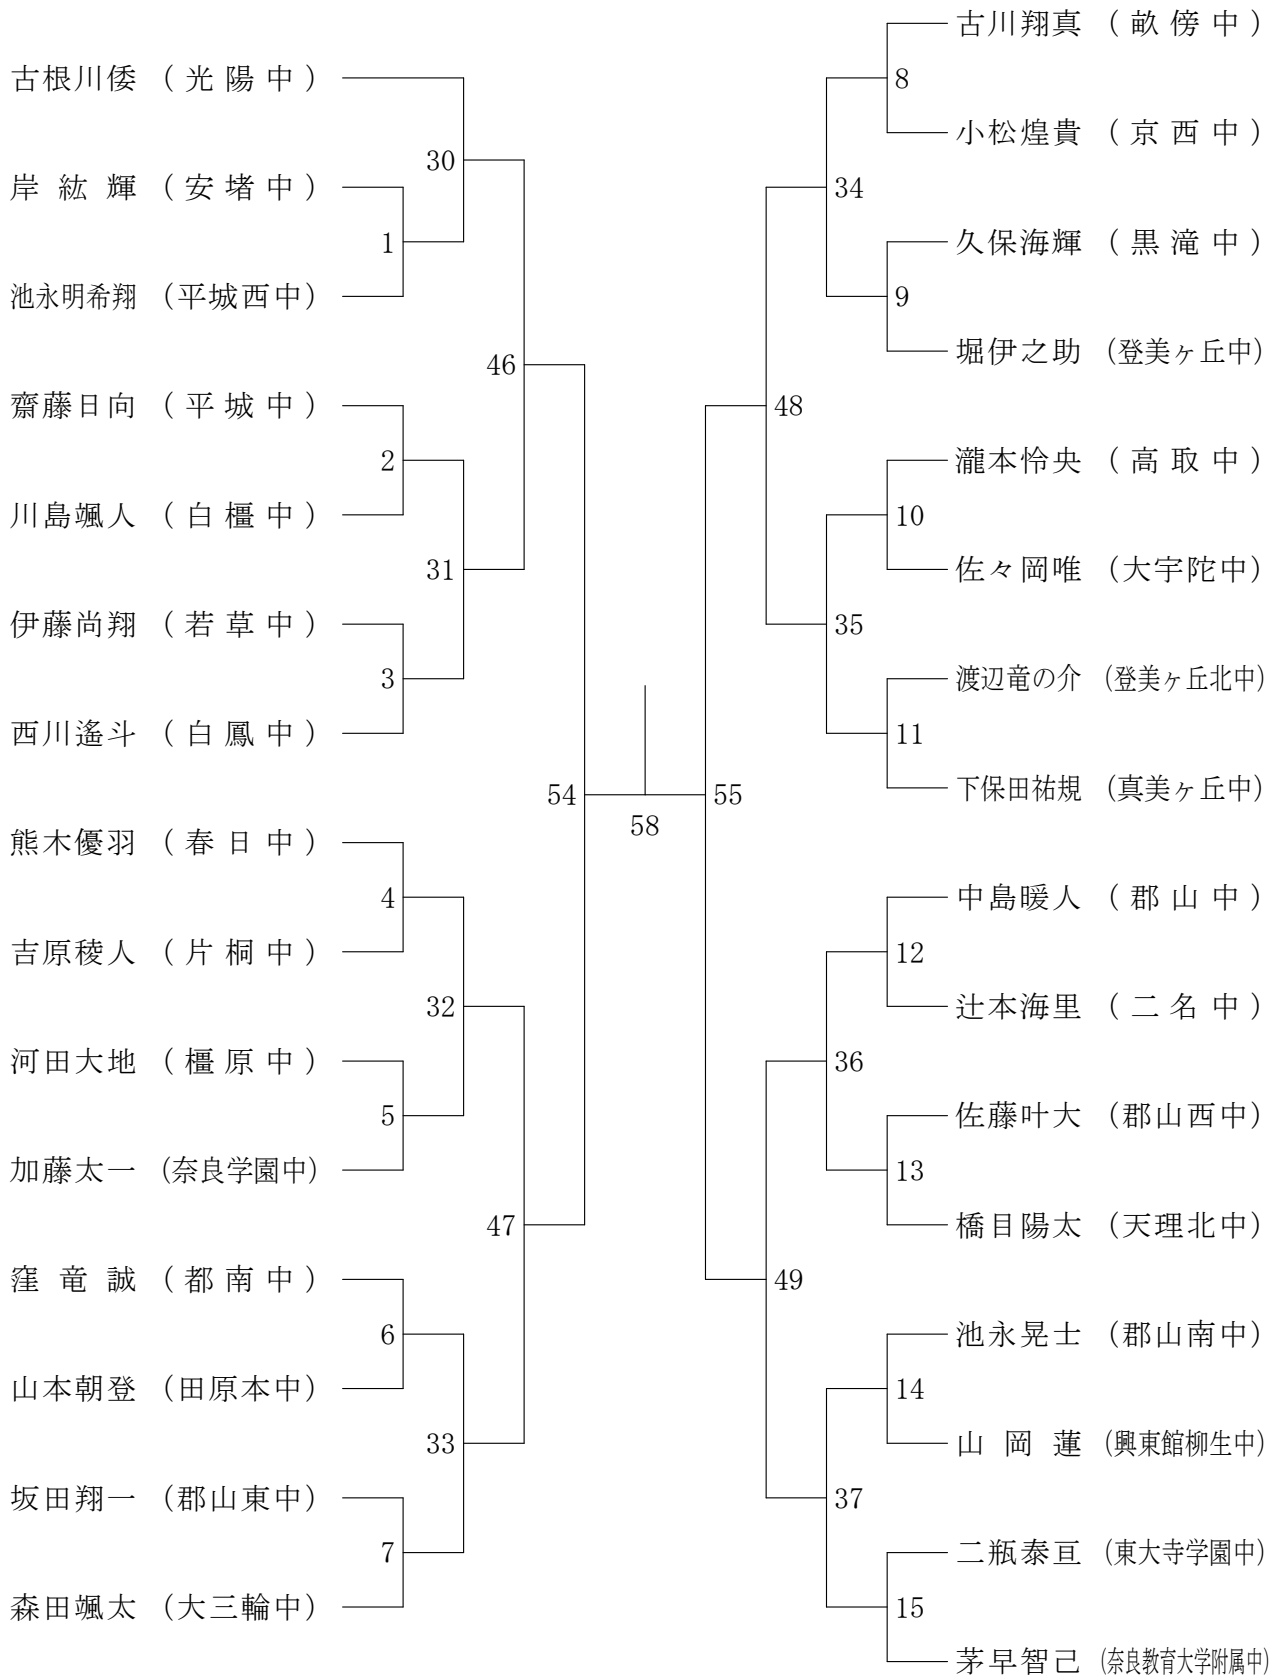 古根川倭 (光陽中)
岸紘輝 (安堵中)
池永明希翔 (平城西中)
齋藤日向 (平城中)
川島颯人 (白橿中)
伊藤尚翔 (若草中)
西川遙斗 (白鳳中)
熊木優羽 (春日中)
吉原稜人 (片桐中)
河田大地 (橿原中)
加藤太一 (奈良学園中)
窪竜誠 (都南中)
山本朝登 (田原本中)
坂田翔一 (郡山東中)
森田颯太 (大三輪中)
1
2
3
4
5
6
7
30
31
32
33
46
47
54
58
55
48
49
34
35
36
37
8
9
10
11
12
13
14
15
古川翔真 (畝傍中)
小松煌貴 (京西中)
久保海輝 (黒滝中)
堀伊之助 (登美ヶ丘中)
瀧本怜央 (高取中)
佐々岡唯 (大宇陀中)
渡辺竜の介 (登美ヶ丘北中)
下保田祐規 (真美ヶ丘中)
中島暖人 (郡山中)
辻本海里 (二名中)
佐藤叶大 (郡山西中)
橋目陽太 (天理北中)
池永晃士 (郡山南中)
山岡蓮 (興東館柳生中)
二瓶泰亘 (東大寺学園中)
茅早智己 (奈良教育大学附属中)